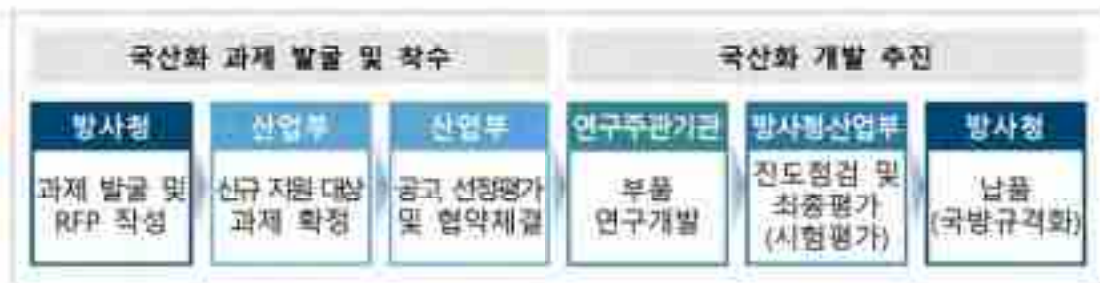 국산화 과제 발굴 및 착수
국산화 개발 추진
방사청
과제 발굴 및
RFP 작성
산업부
신규 지원 대상
과제 확정
산업부
공고 선정평가
및 협약체결
연구주관기관
부품
연구개발
방사청산업부
진도점검 및
최종평가
(시험평가)
방사청
납품
(국방규격화)